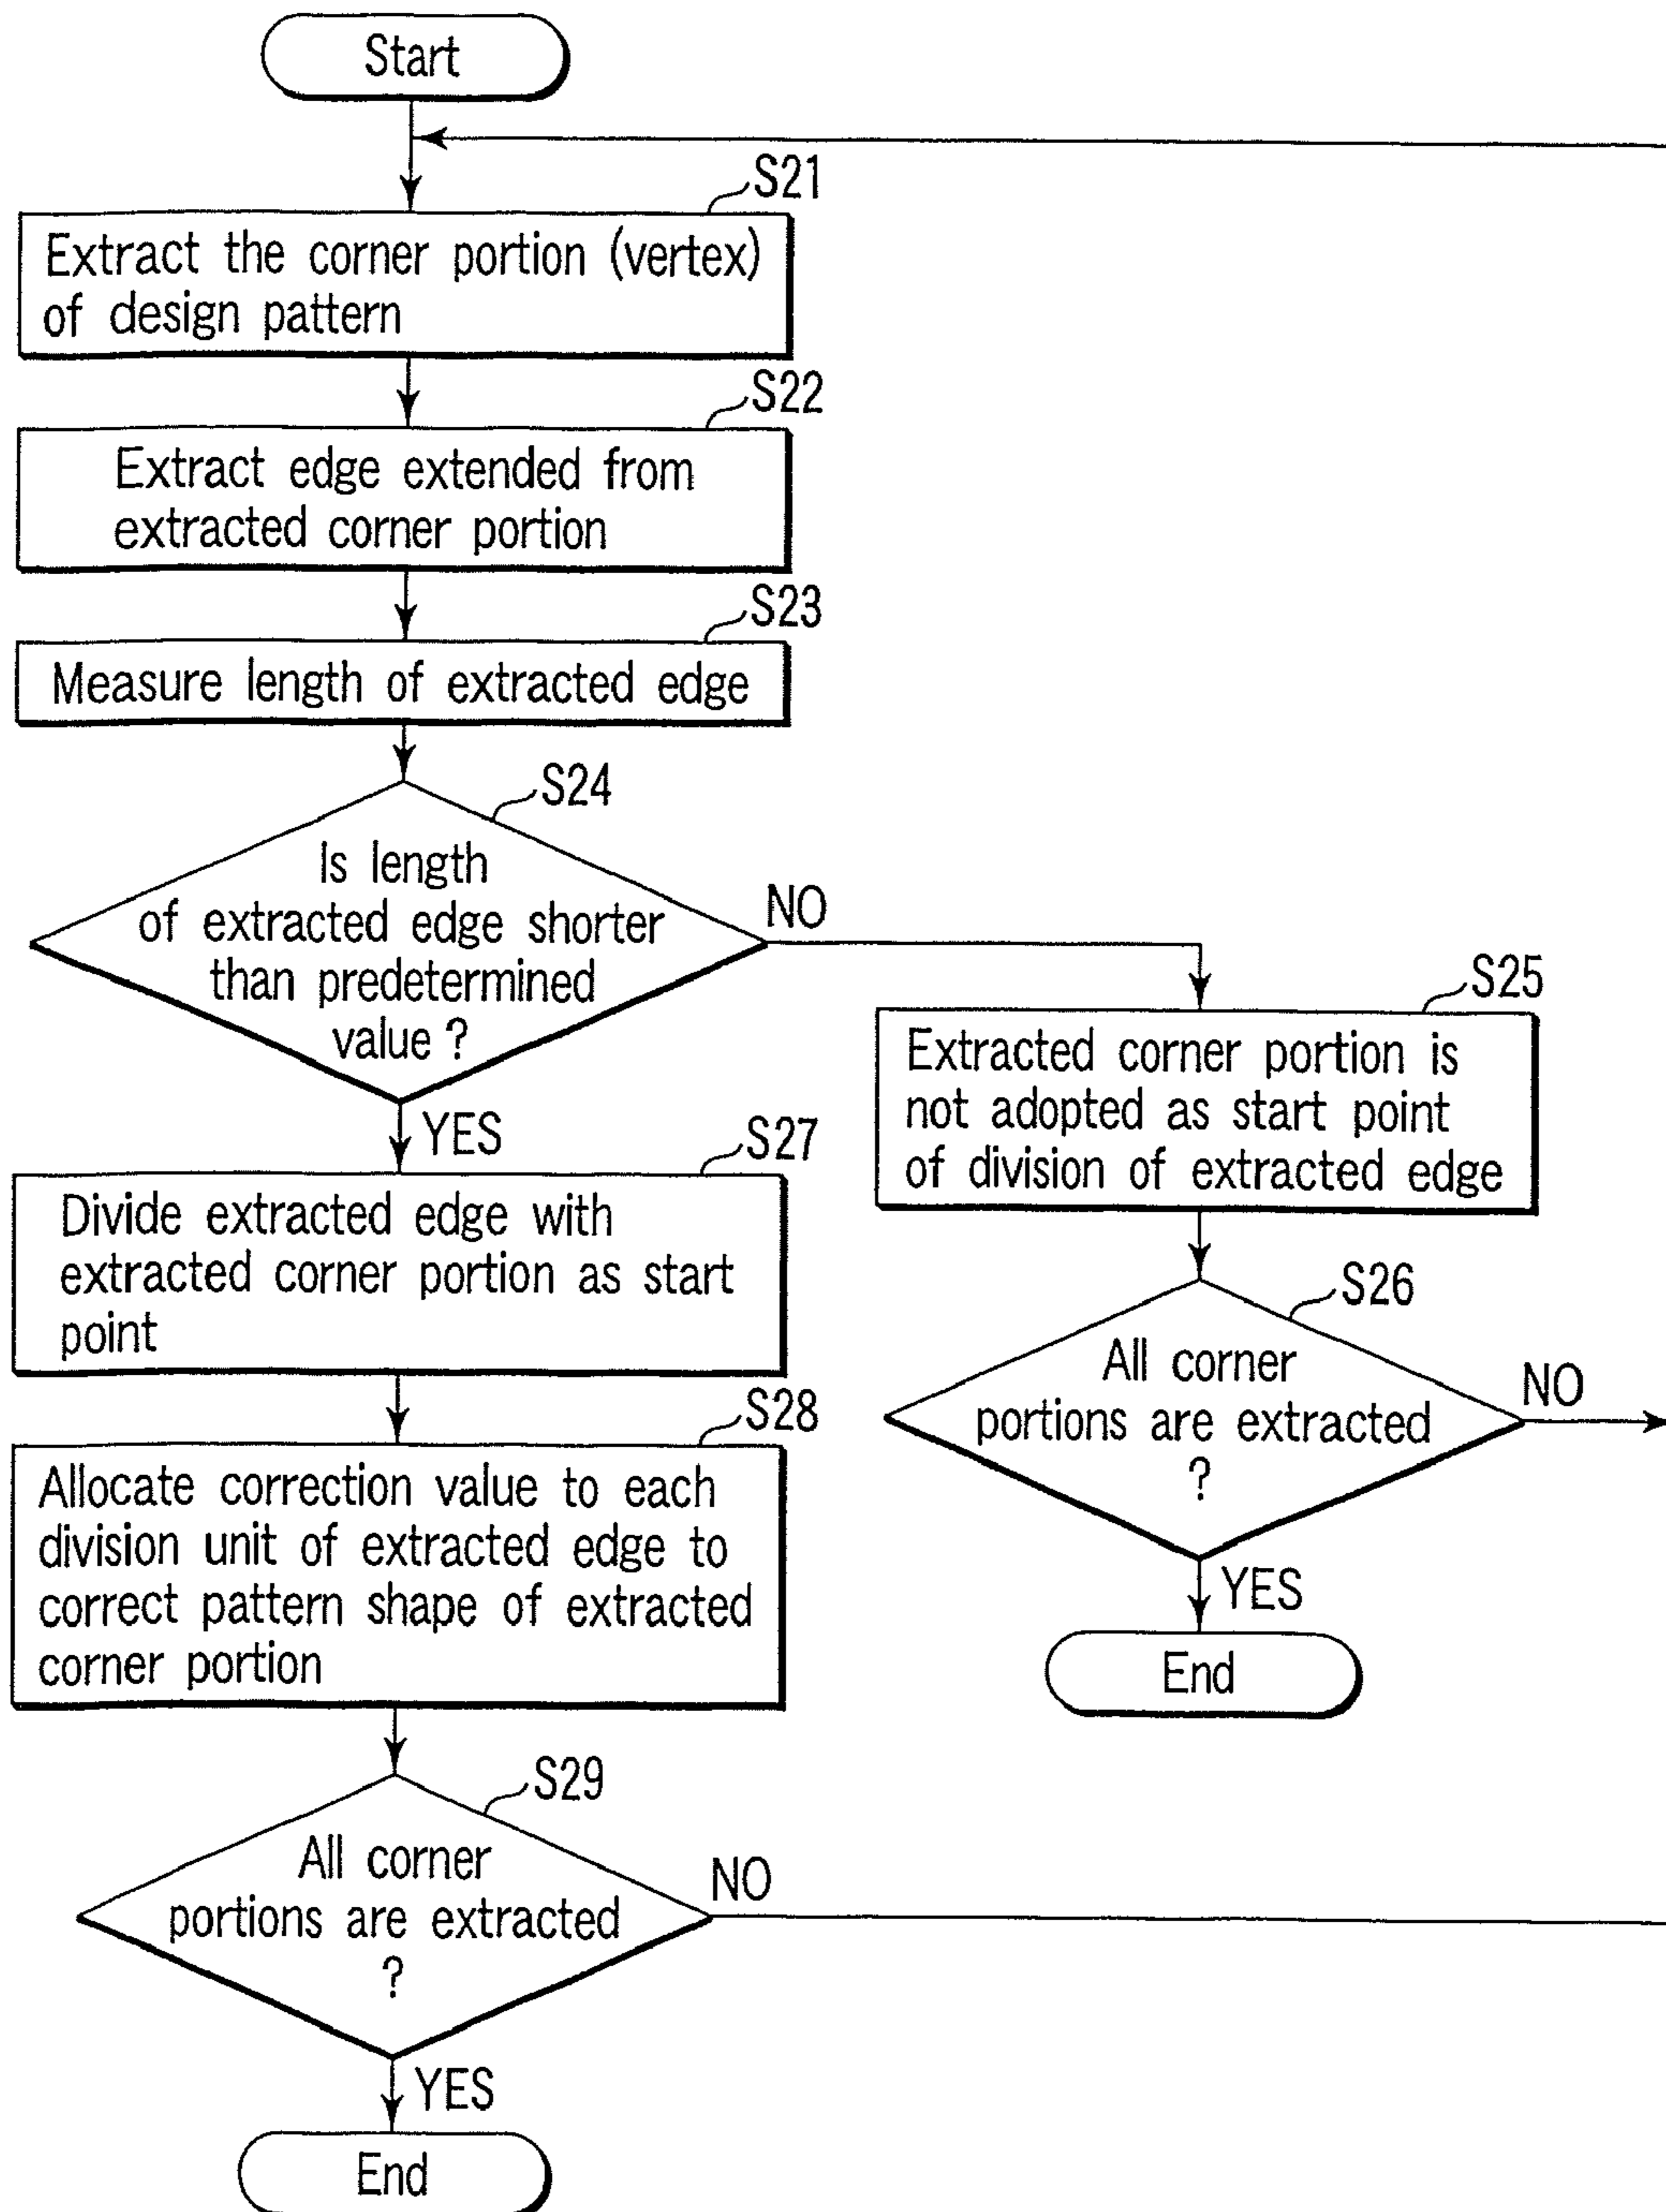 Start
S21
Extract the corner portion (vertex)
of design pattern
S22
Extract edge extended from
extracted corner portion
S23
Measure length of extracted edge
S24
Is length
of extracted edge shorter
than predetermined
value ?
NO
YES
S25
Extracted corner portion is
not adopted as start point
of division of extracted edge
S26
All corner
portions are extracted
?
NO
YES
End
S27
Divide extracted edge with
extracted corner portion as start
point
S28
Allocate correction value to each
division unit of extracted edge to
correct pattern shape of extracted
corner portion
S29
All corner
portions are extracted
?
NO
YES
End